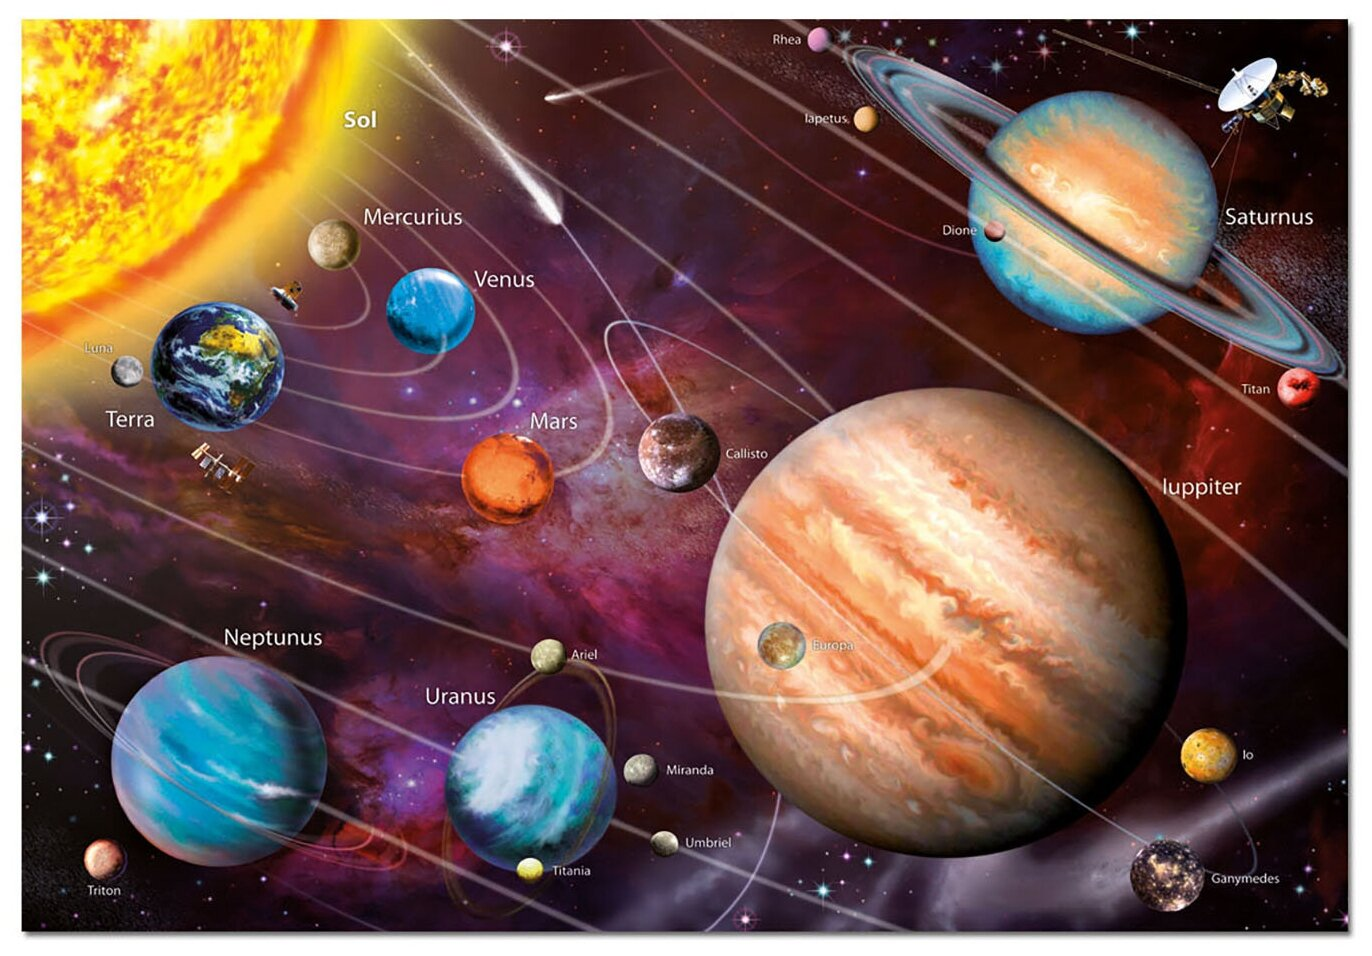 Rhea
Sol
Iapetus
Mercurius
Saturnus
Dione
Venus
Luna
Titan
Terra
Mars
Callisto
Iuppiter
Neptunus
Europa
Ariel
Uranus
Io
Miranda
Umbriel
Titania
Ganymedes
Triton